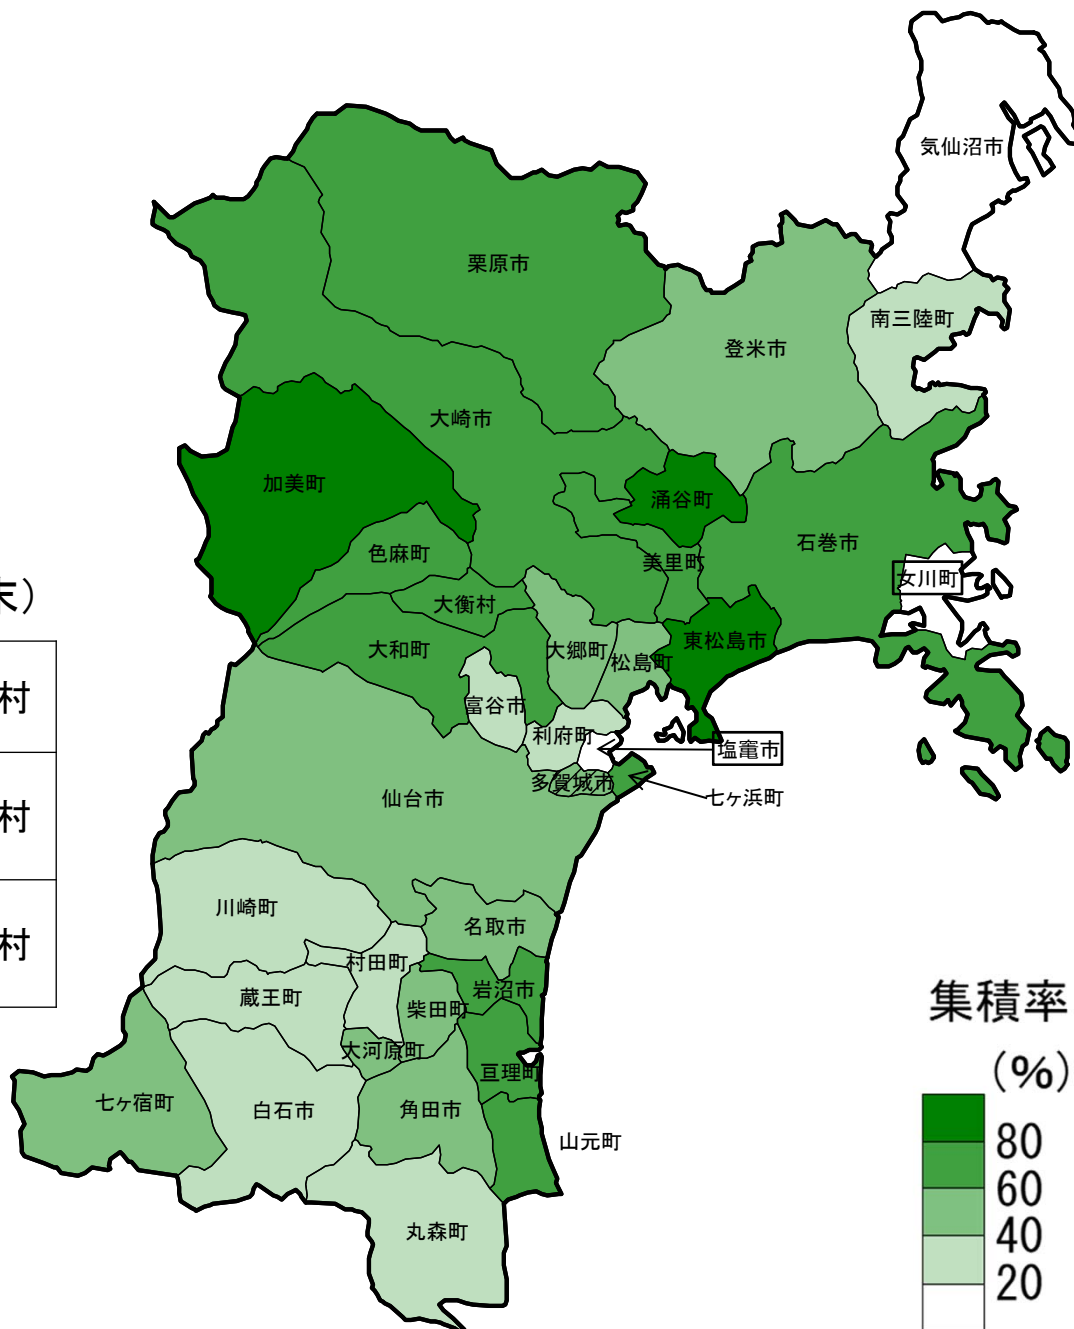 気仙沼市
栗原市
南三陸町
登米市
大崎市
加美町
涌谷町
石巻市
色麻町
美里町
女川町
末）
大衡村
東松島市
大和町
大郷町
松島町
村
富谷市
利府町
塩竈市
多賀城市
七ヶ浜町
仙台市
村
川崎町
名取市
村
村田町
岩沼市
蔵王町
柴田町
集積率
大河原町
亘理町
（%）
七ヶ宿町
白石市
角田市
山元町
80
60
丸森町
40
20